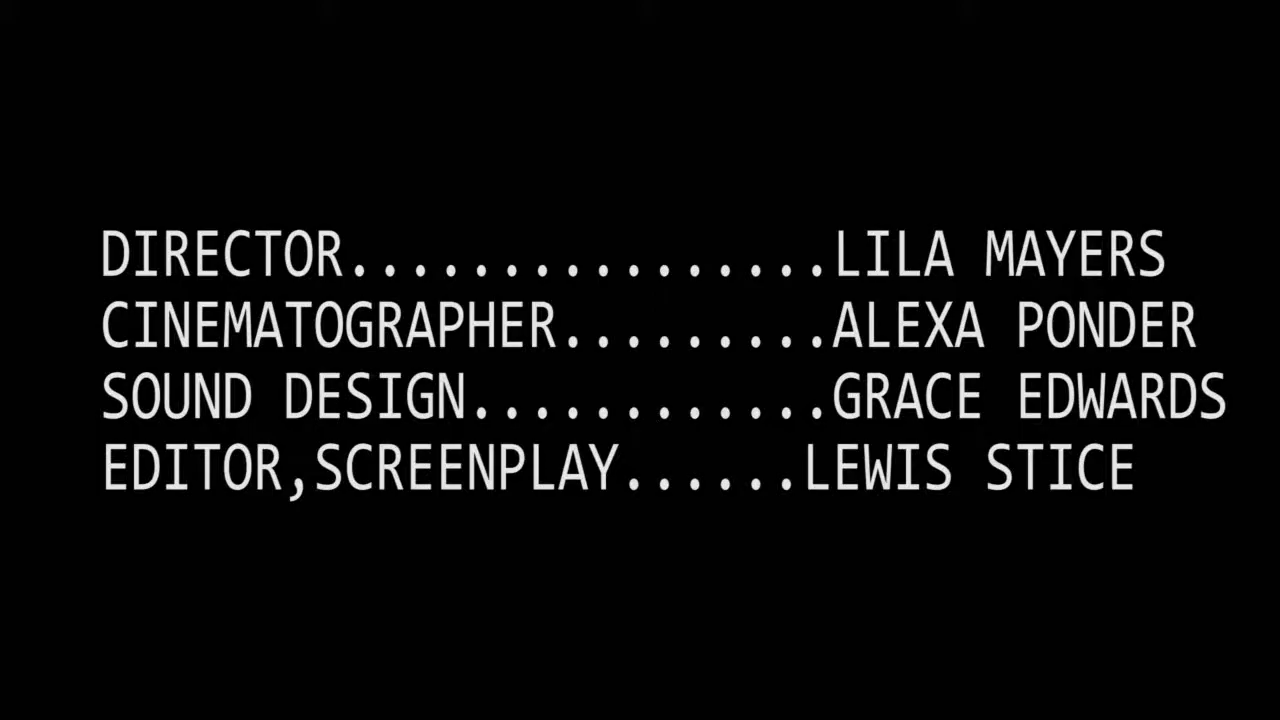 DIRECTOR................LILA MAYERS
CINEMATOGRAPHER.........ALEXA PONDER
SOUND DESIGN............GRACE EDWARDS
EDITOR,SCREENPLAY......LEWIS STICE